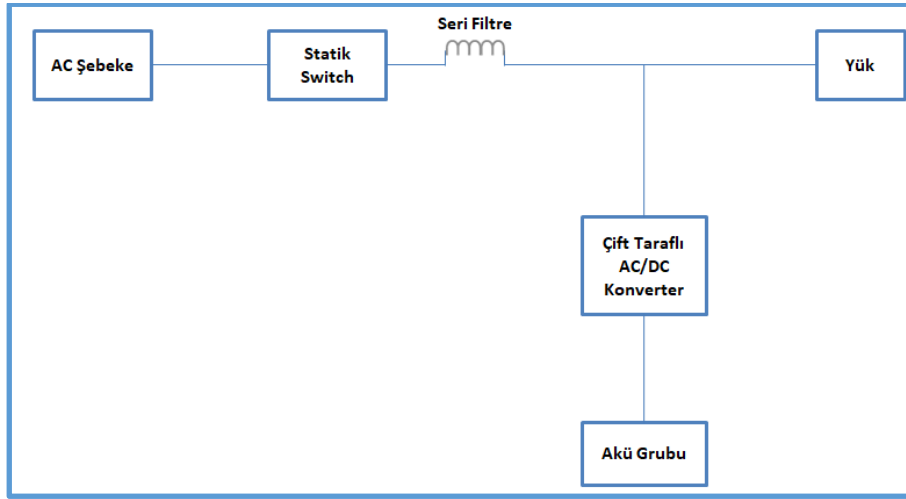 Seri Filtre
AC Şebeke
Statik
Switch
Yük
Çift Taraflı
AC/DC
Konverter
Akü Grubu